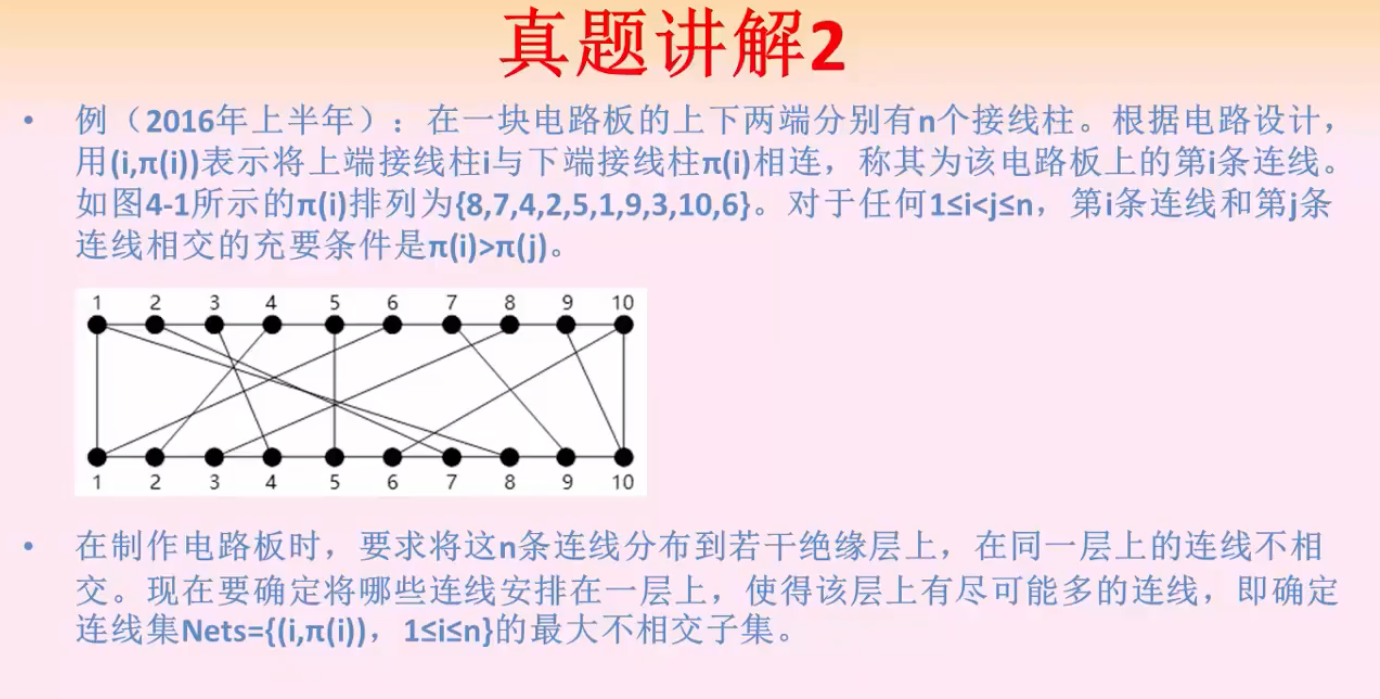 真题讲解2
• 例（2016年上半年）：在一块电路板的上下两端分别有n个接线柱。根据电路设计，
用(i,π(i))表示将上端接线柱i与下端接线柱π(i)相连，称其为该电路板上的第i条连线。
如图4-1所示的π(i)排列为{8,7,4,2,5,1,9,3,10,6}。对于任何1≤i<j≤n，第i条连线和第j条
连线相交的充要条件是π(i)>π(j)。
1 2 3 4 5 6 7 8 9 10
1 2 3 4 5 6 7 8 9 10
• 在制作电路板时，要求将这n条连线分布到若干绝缘层上，在同一层上的连线不相
交。现在要确定将哪些连线安排在一层上，使得该层上有尽可能多的连线，即确定
连线集Nets={(i,π(i))，1≤i≤n}的最大不相交子集。